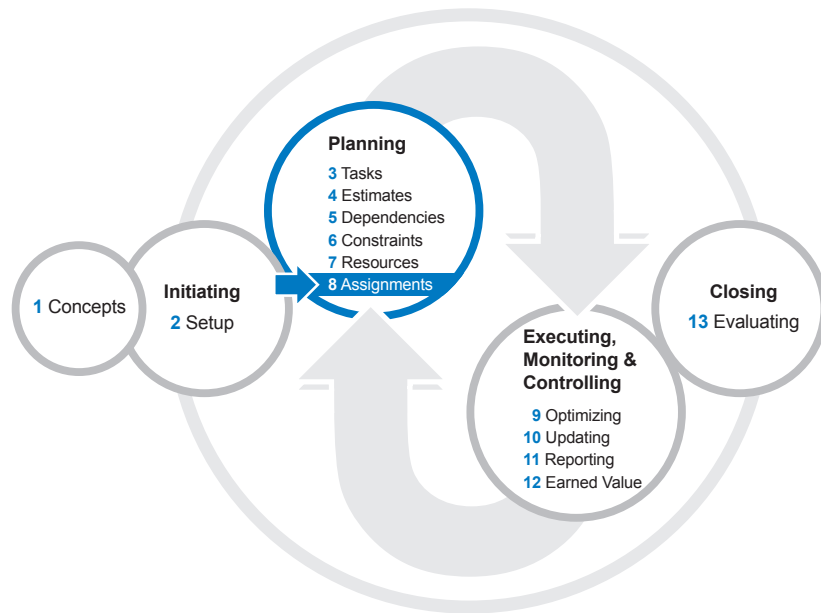 1 Concepts
Initiating
2 Setup
Planning
3 Tasks
4 Estimates
5 Dependencies
6 Constraints
7 Resources
8 Assignments
Executing,
Monitoring &
Controlling
9 Optimizing
10 Updating
11 Reporting
12 Earned Value
Closing
13 Evaluating